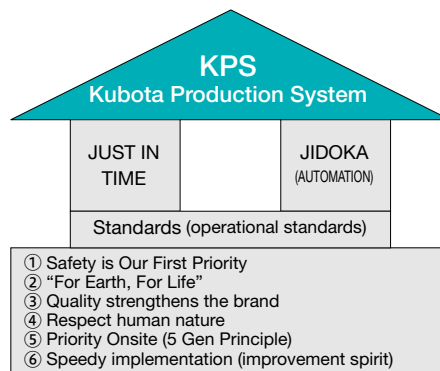 KPS
Kubota Production System
JUST IN
TIME
JIDOKA
(AUTOMATION)
Standards (operational standards)
① Safety is Our First Priority
② “For Earth, For Life”
③ Quality strengthens the brand
④ Respect human nature
⑤ Priority Onsite (5 Gen Principle)
⑥ Speedy implementation (improvement spirit)